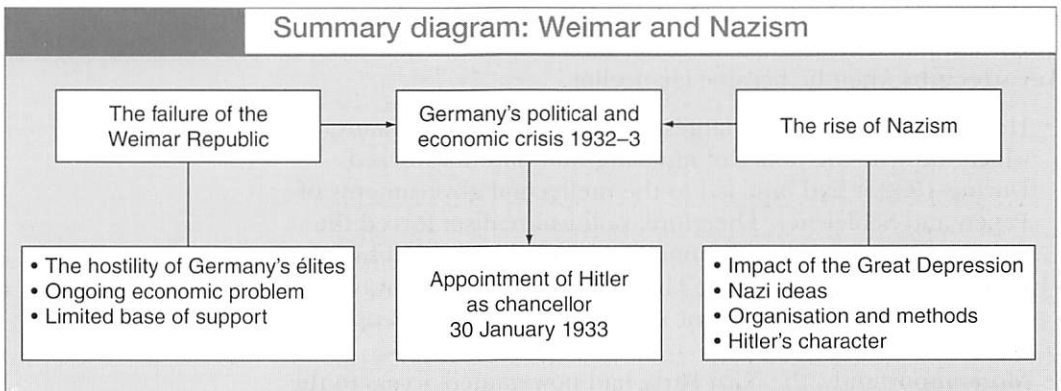 Summary diagram: Weimar and Nazism
The failure of the
Weimar Republic
Germany's political and
economic crisis 1932–3
The rise of Nazism
• The hostility of Germany's élites
• Ongoing economic problem
• Limited base of support
Appointment of Hitler
as chancellor
30 January 1933
• Impact of the Great Depression
• Nazi ideas
• Organisation and methods
• Hitler's character